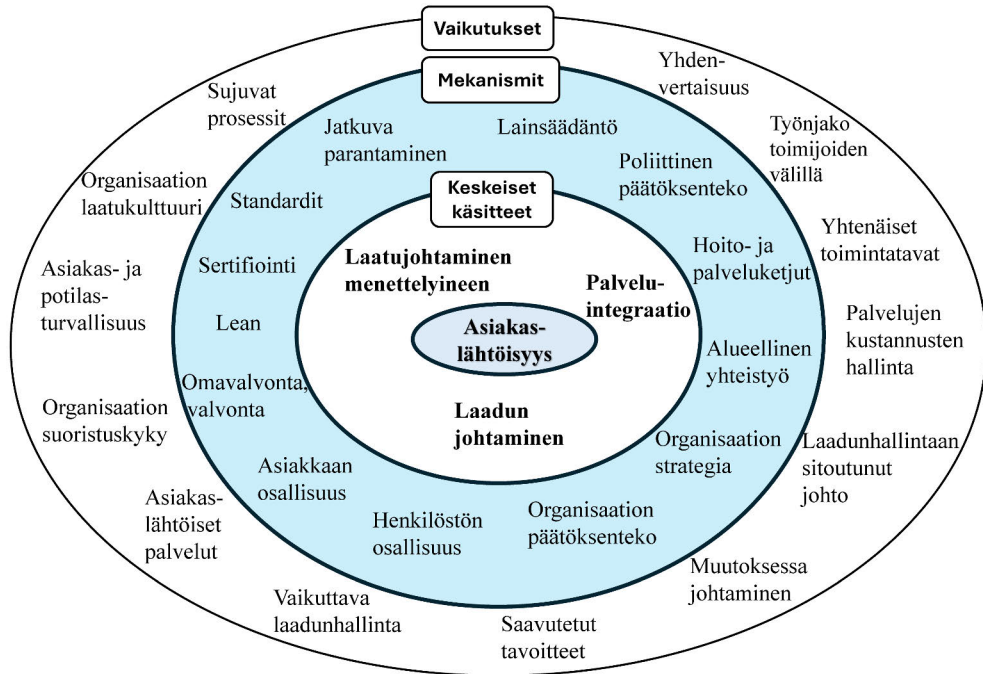 Vaikutukset
Mekanismit
Keskeiset
käsitteet
Asiakas-
lähtöisyys
Laatujohtaminen
menettelyineen
Palvelu-
integraatio
Laadun
johtaminen
Jatkuva
parantaminen
Lainsäädäntö
Poliittinen
päätöksenteko
Hoito- ja
palveluketjut
Alueellinen
yhteistyö
Organisaation
strategia
Organisaation
päätöksenteko
Henkilöstön
osallisuus
Asiakkaan
osallisuus
Omavalvonta,
valvonta
Lean
Sertifiointi
Standardit
Yhden-
vertaisuus
Työnjako
toimijoiden
välillä
Yhtenäiset
toimintatavat
Palvelujen
kustannusten
hallinta
Laadunhallintaan
sitoutunut
johto
Muutoksessa
johtaminen
Saavutetut
tavoitteet
Vaikuttava
laadunhallinta
Asiakas-
lähtöiset
palvelut
Organisaation
suoristuskyky
Asiakas- ja
potilas-
turvallisuus
Organisaation
laatukulttuuri
Sujuvat
prosessit